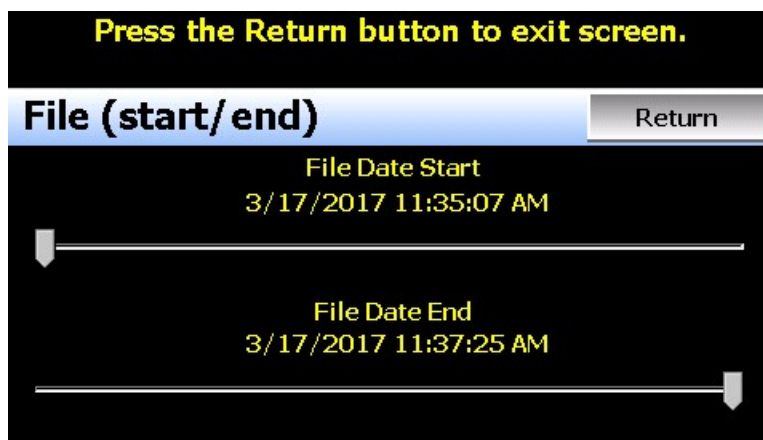 Press the Return button to exit screen.
File (start/end)
Return
File Date Start
3/17/2017 11:35:07 AM
File Date End
3/17/2017 11:37:25 AM